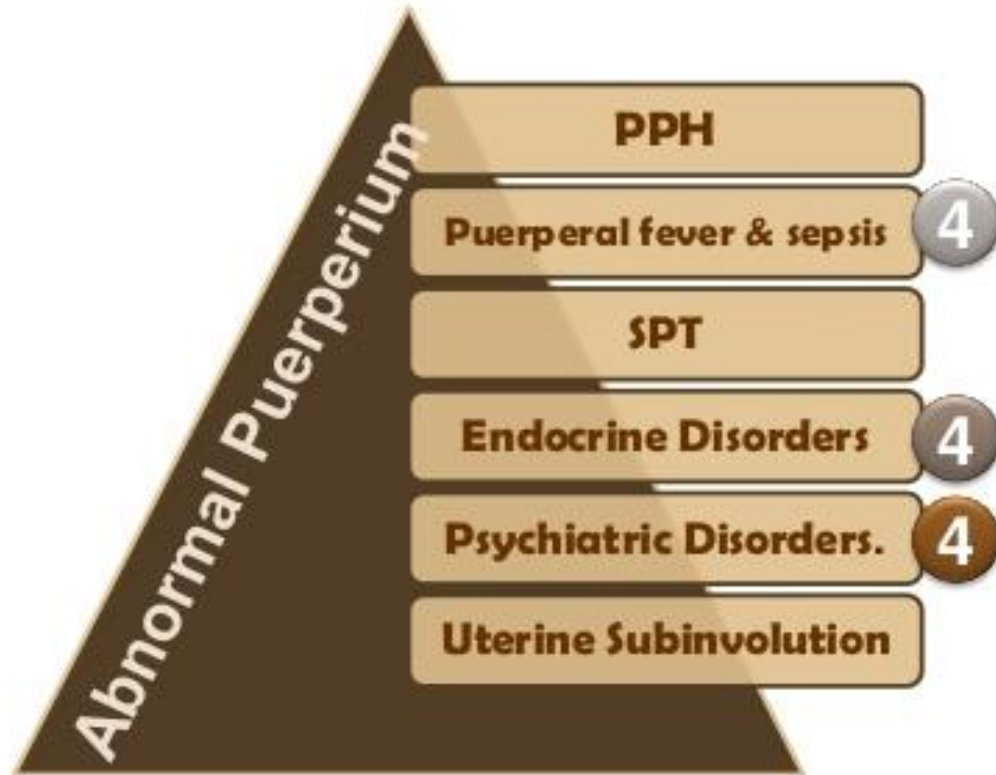 Abnormal Puerperium
PPH
Puerperal fever & sepsis
4
SPT
Endocrine Disorders
4
Psychiatric Disorders.
4
Uterine Subinvolution